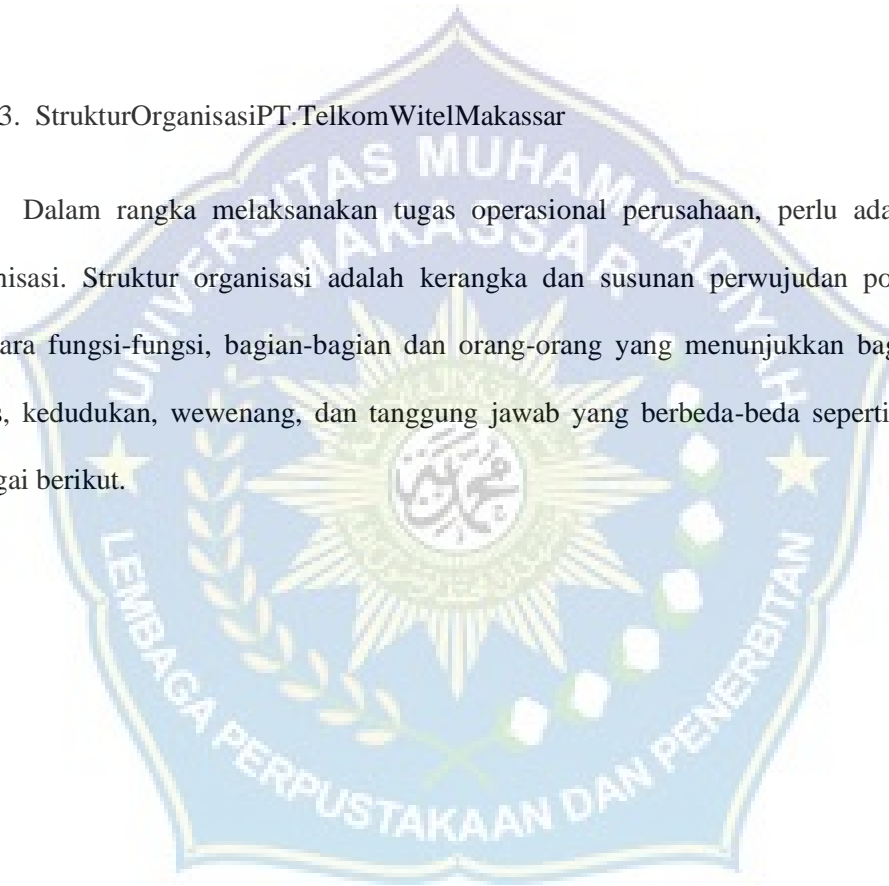 3. StrukturOrganisasiPT.TelkomWitelMakassar
Dalam rangka melaksanakan tugas operasional perusahaan, perlu ada
nisasi. Struktur organisasi adalah kerangka dan susunan perwujudan po
ara fungsi-fungsi, bagian-bagian dan orang-orang yang menunjukkan bag
s, kedudukan, wewenang, dan tanggung jawab yang berbeda-beda seperti
gai berikut.
UNIVERSITAS MUHAMMADIYAH
MAKASSAR
LEMBAGA PERPUSTAKAAN DAN PENERBITAN